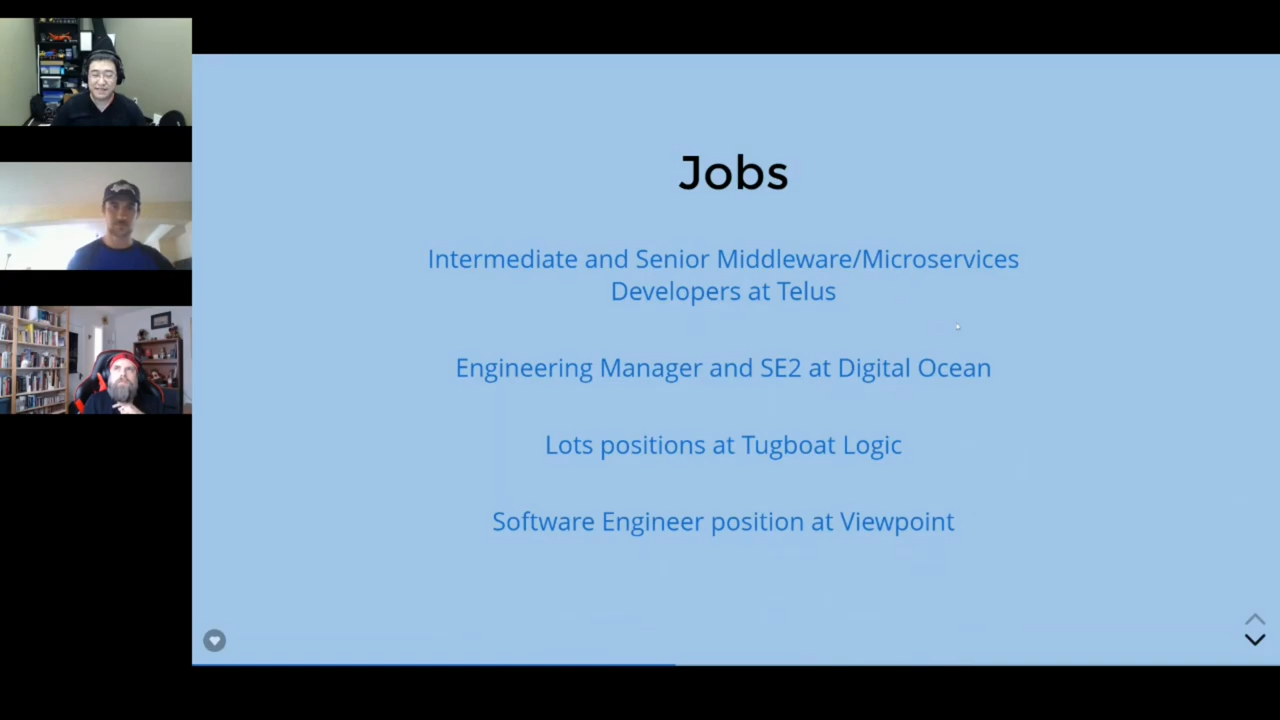 Jobs
Intermediate and Senior Middleware/Microservices
Developers at Telus
Engineering Manager and SE2 at Digital Ocean
Lots positions at Tugboat Logic
Software Engineer position at Viewpoint